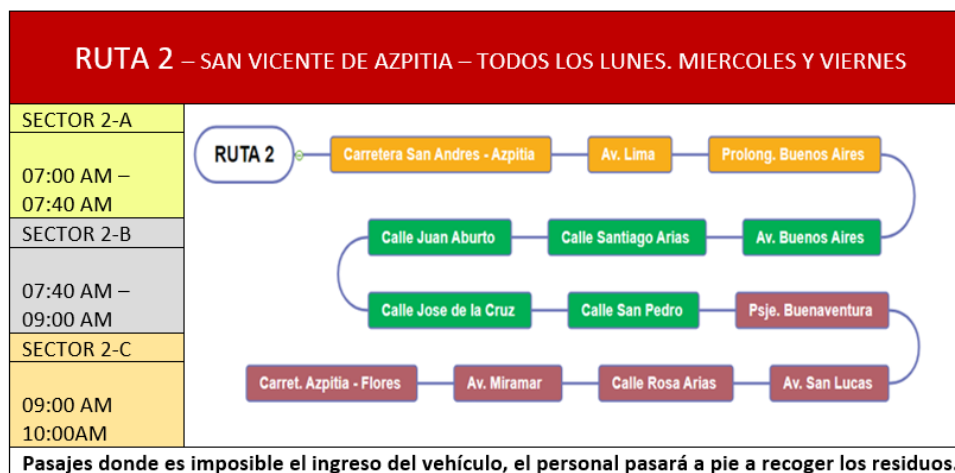 RUTA 2 – SAN VICENTE DE AZPITIA – TODOS LOS LUNES. MIERCOLES Y VIERNES
SECTOR 2-A
07:00 AM –
07:40 AM
SECTOR 2-B
07:40 AM –
09:00 AM
SECTOR 2-C
09:00 AM
10:00AM
RUTA 2
Carretera San Andres - Azpitia
Av. Lima
Prolong. Buenos Aires
Av. Buenos Aires
Calle Santiago Arias
Calle Juan Aburto
Calle Jose de la Cruz
Calle San Pedro
Psje. Buenaventura
Av. San Lucas
Calle Rosa Arias
Av. Miramar
Carret. Azpitia - Flores
Pasajes donde es imposible el ingreso del vehículo, el personal pasará a pie a recoger los residuos.